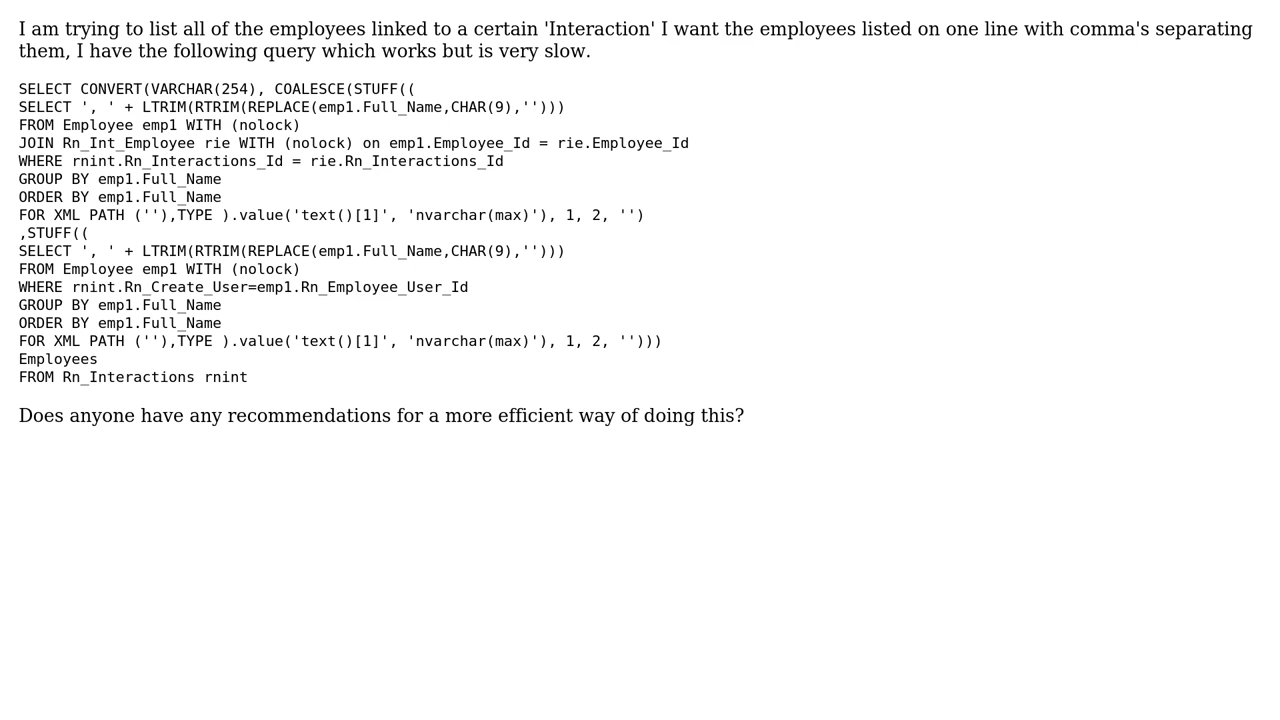 I am trying to list all of the employees linked to a certain 'Interaction' I want the employees listed on one line with comma's separating
them, I have the following query which works but is very slow.
SELECT CONVERT(VARCHAR(254), COALESCE(STUFF((
SELECT ', ' + LTRIM(RTRIM(REPLACE(emp1.Full_Name,CHAR(9),'')))
FROM Employee emp1 WITH (nolock)
JOIN Rn_Int_Employee rie WITH (nolock) on emp1.Employee_Id = rie.Employee_Id
WHERE rnint.Rn_Interactions_Id = rie.Rn_Interactions_Id
GROUP BY emp1.Full_Name
ORDER BY emp1.Full_Name
FOR XML PATH (''),TYPE ).value('text()[1]', 'nvarchar(max)'), 1, 2, '')
,STUFF((
SELECT ', ' + LTRIM(RTRIM(REPLACE(emp1.Full_Name,CHAR(9),'')))
FROM Employee emp1 WITH (nolock)
WHERE rnint.Rn_Create_User=emp1.Rn_Employee_User_Id
GROUP BY emp1.Full_Name
ORDER BY emp1.Full_Name
FOR XML PATH (''),TYPE ).value('text()[1]', 'nvarchar(max)'), 1, 2, '')))
Employees
FROM Rn_Interactions rnint
Does anyone have any recommendations for a more efficient way of doing this?